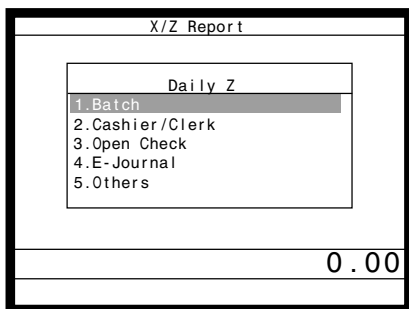 X/Z Report
Daily Z
1.Batch
2.Cashier/Clerk
3.Open Check
4.E-Journal
5.Others
0.00